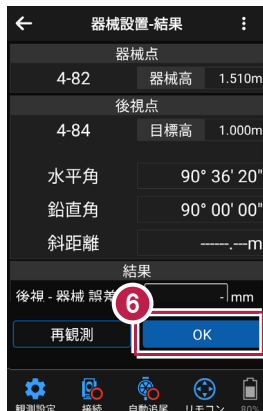 器械設置-結果
器械点
4-82 器械高 1.510m
後視点
4-84 目標高 1.000m
水平角 90° 36' 20"
鉛直角 90° 00' 00"
斜距離 ------.---m
結果
後視 - 器械 誤差 - mm
6
再観測 OK
観測設定 接続 自動追尾 リモコン 80%